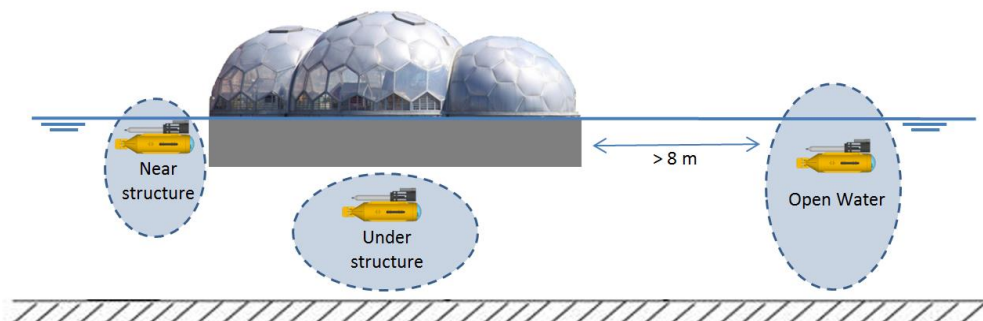 Near
structure
Under
structure
> 8 m
Open Water